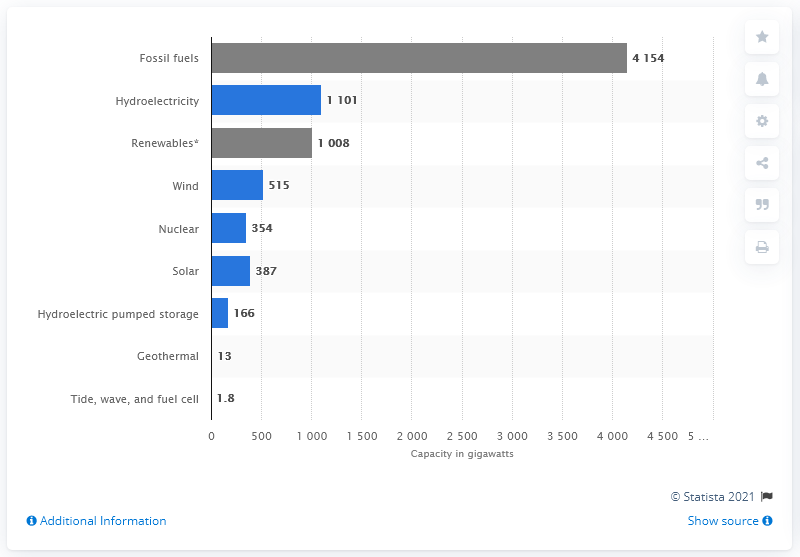 Fossil fuels 4 154
Hydroelectricity 1 101
Renewables* 1 008
Wind 515
Nuclear 354
Solar 387
Hydroelectric pumped storage 166
Geothermal 13
Tide, wave, and fuel cell 1.8
0 500 1 000 1 500 2 000 2 500 3 000 3 500 4 000 4 500 5 ...
Capacity in gigawatts
© Statista 2021
Additional Information Show source